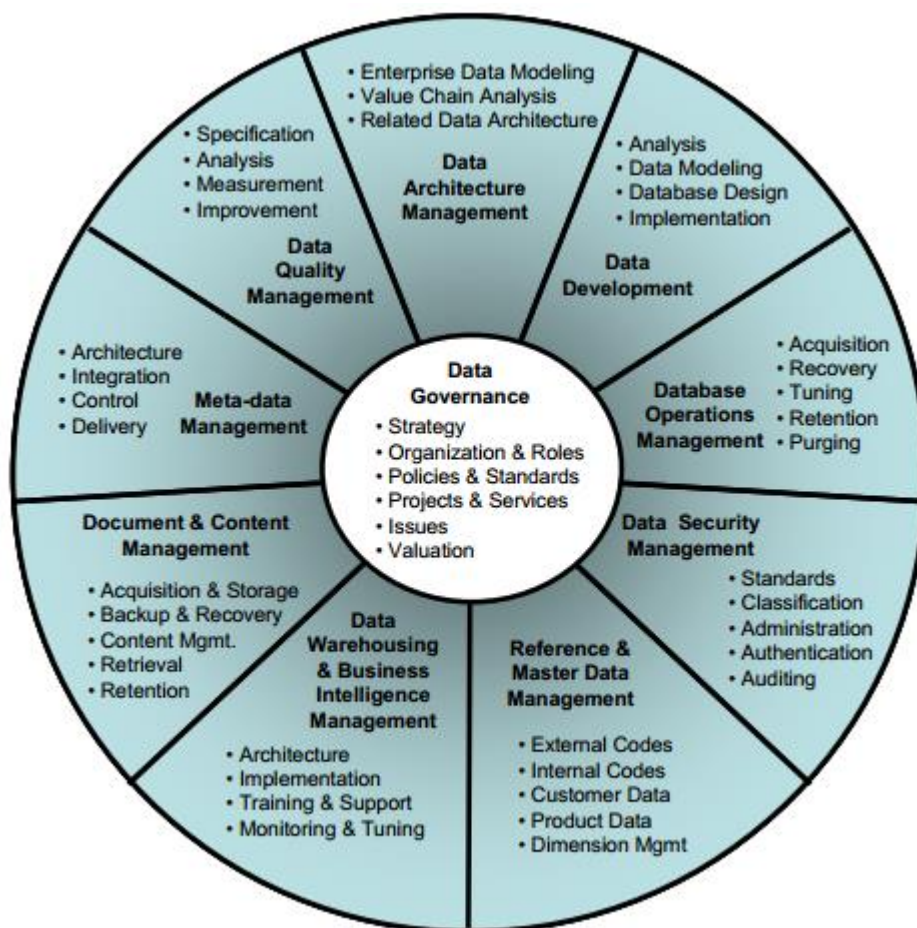 • Enterprise Data Modeling
• Value Chain Analysis
• Related Data Architecture
Data
Architecture
Management
• Analysis
• Data Modeling
• Database Design
• Implementation
Data
Development
• Acquisition
• Recovery
• Tuning
• Retention
• Purging
Database
Operations
Management
Data Security
Management
• Standards
• Classification
• Administration
• Authentication
• Auditing
Reference &
Master Data
Management
• External Codes
• Internal Codes
• Customer Data
• Product Data
• Dimension Mgmt
Data
Warehousing
& Business
Intelligence
Management
• Architecture
• Implementation
• Training & Support
• Monitoring & Tuning
Document & Content
Management
• Acquisition & Storage
• Backup & Recovery
• Content Mgmt.
• Retrieval
• Retention
• Architecture
• Integration
• Control
• Delivery
Meta-data
Management
• Specification
• Analysis
• Measurement
• Improvement
Data
Quality
Management
Data
Governance
• Strategy
• Organization & Roles
• Policies & Standards
• Projects & Services
• Issues
• Valuation